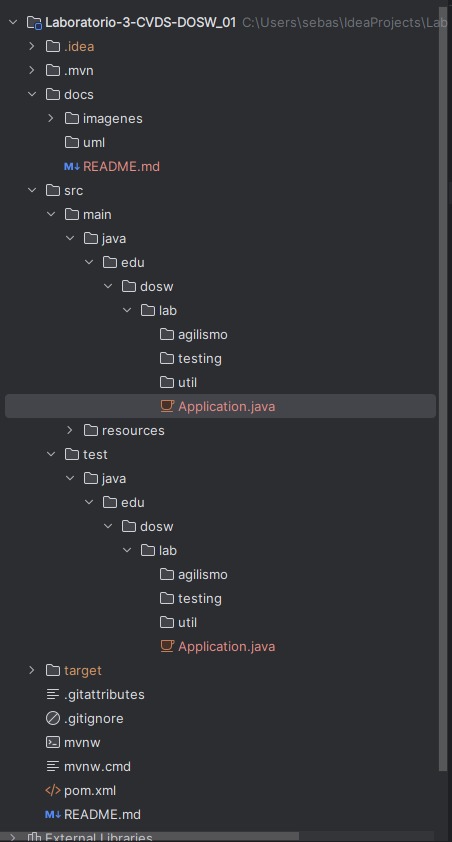 Laboratorio-3-CVDS-DOSW_01 C:\Users\sebas\IdeaProjects\Lab
.idea
.mvn
docs
imagenes
uml
M↓ README.md
src
main
java
edu
dosw
lab
agilismo
testing
util
Application.java
resources
test
java
edu
dosw
lab
agilismo
testing
util
Application.java
target
.gitattributes
.gitignore
mvnw
mvnw.cmd
</> pom.xml
M↓ README.md
External Libraries